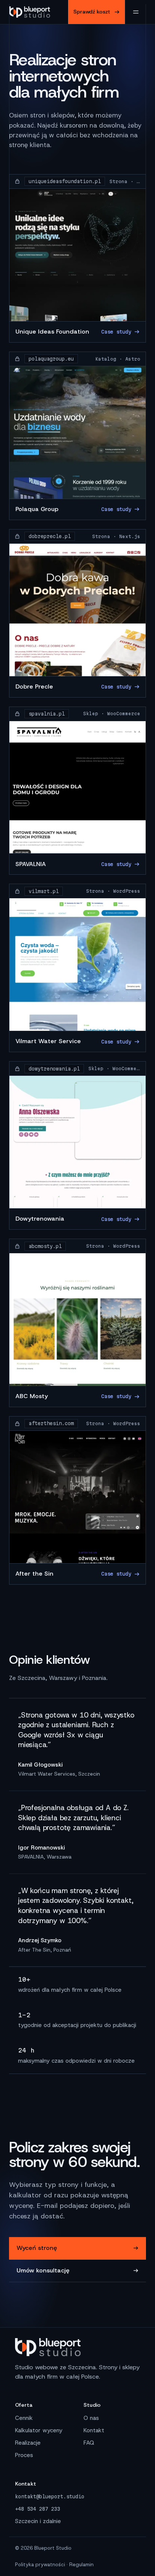 blueport
studio
Sprawdź koszt →
Realizacje stron
internetowych
dla małych firm
Osiem stron i sklepów, które możemy
pokazać. Najedź kursorem na dowolną, żeby
przewinąć ją w całości bez wchodzenia na
stronę klienta.
uniqueideasfoundation.pl Strona · …
Unikalne idee
rodzą się na styku
perspektyw.
Unique Ideas Foundation Case study →
polaquagroup.eu Katalog · Astro
Uzdatnianie wody
dla biznesu
Korzenie od 1999 roku
w uzdatnianiu wody
Polaqua Group Case study →
dobreprecle.pl Strona · Next.js
Dobra kawa
w Dobrych Preclach!
O nas
Dobre Precle Case study →
spavalnia.pl Sklep · WooCommerce
SPAVALNIA
TRWAŁOŚĆ I DESIGN DLA
DOMU I OGRODU
GOTOWE PRODUKTY NA MIARĘ
TWOICH POTRZEB
SPAVALNIA Case study →
vilmart.pl Strona · WordPress
Czysta woda –
czysta jakość!
Vilmart Water Service Case study →
dowytrenowania.pl Sklep · WooComme…
Anna Olszewska
• Z czym możesz do mnie przyjść?
Dowytrenowania Case study →
abcmosty.pl Strona · WordPress
Wyróżnij się naszymi roślinami
ABC Mosty Case study →
afterthesin.com Strona · WordPress
MROK. EMOCJE.
MUZYKA.
DŹWIĘKI, KTÓRE
After the Sin Case study →
Opinie klientów
Ze Szczecina, Warszawy i Poznania.
„Strona gotowa w 10 dni, wszystko
zgodnie z ustaleniami. Ruch z
Google wzrósł 3x w ciągu
miesiąca.”
Kamil Głogowski
Vilmart Water Services, Szczecin
„Profesjonalna obsługa od A do Z.
Sklep działa bez zarzutu, klienci
chwalą prostotę zamawiania.”
Igor Romanowski
SPAVALNIA, Warszawa
„W końcu mam stronę, z której
jestem zadowolony. Szybki kontakt,
konkretna wycena i termin
dotrzymany w 100%.”
Andrzej Szymko
After The Sin, Poznań
10+
wdrożeń dla małych firm w całej Polsce
1–2
tygodnie od akceptacji projektu do publikacji
24 h
maksymalny czas odpowiedzi w dni robocze
Policz zakres swojej
strony w 60 sekund.
Wybierasz typ strony i funkcje, a
kalkulator od razu pokazuje wstępną
wycenę. E-mail podajesz dopiero, jeśli
chcesz ją dostać.
Wyceń stronę →
Umów konsultację →
blueport
studio
Studio webowe ze Szczecina. Strony i sklepy
dla małych firm w całej Polsce.
Oferta
Cennik
Kalkulator wyceny
Realizacje
Proces
Studio
O nas
Kontakt
FAQ
Kontakt
kontakt@blueport.studio
+48 534 287 233
Szczecin i zdalnie
© 2026 Blueport Studio
Polityka prywatności · Regulamin